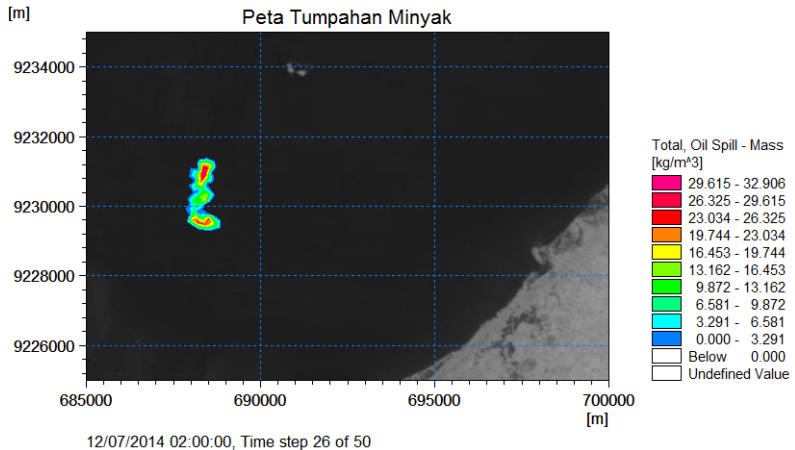 [m]
Peta Tumpahan Minyak
9234000
9232000
9230000
9228000
9226000
685000 690000 695000 700000
[m]
12/07/2014 02:00:00, Time step 26 of 50
Total, Oil Spill - Mass
[kg/m^3]
29.615 - 32.906
26.325 - 29.615
23.034 - 26.325
19.744 - 23.034
16.453 - 19.744
13.162 - 16.453
9.872 - 13.162
6.581 - 9.872
3.291 - 6.581
0.000 - 3.291
Below 0.000
Undefined Value